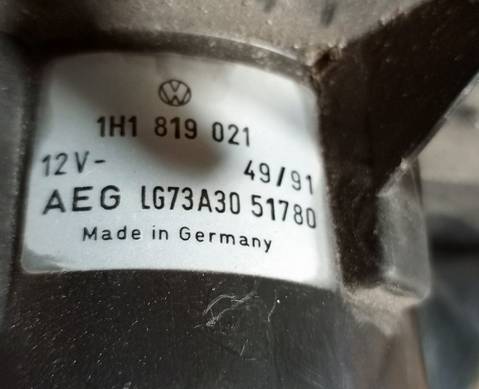 1H1 819 021
12V- 49/91
AEG LG73A30 51780
Made in Germany